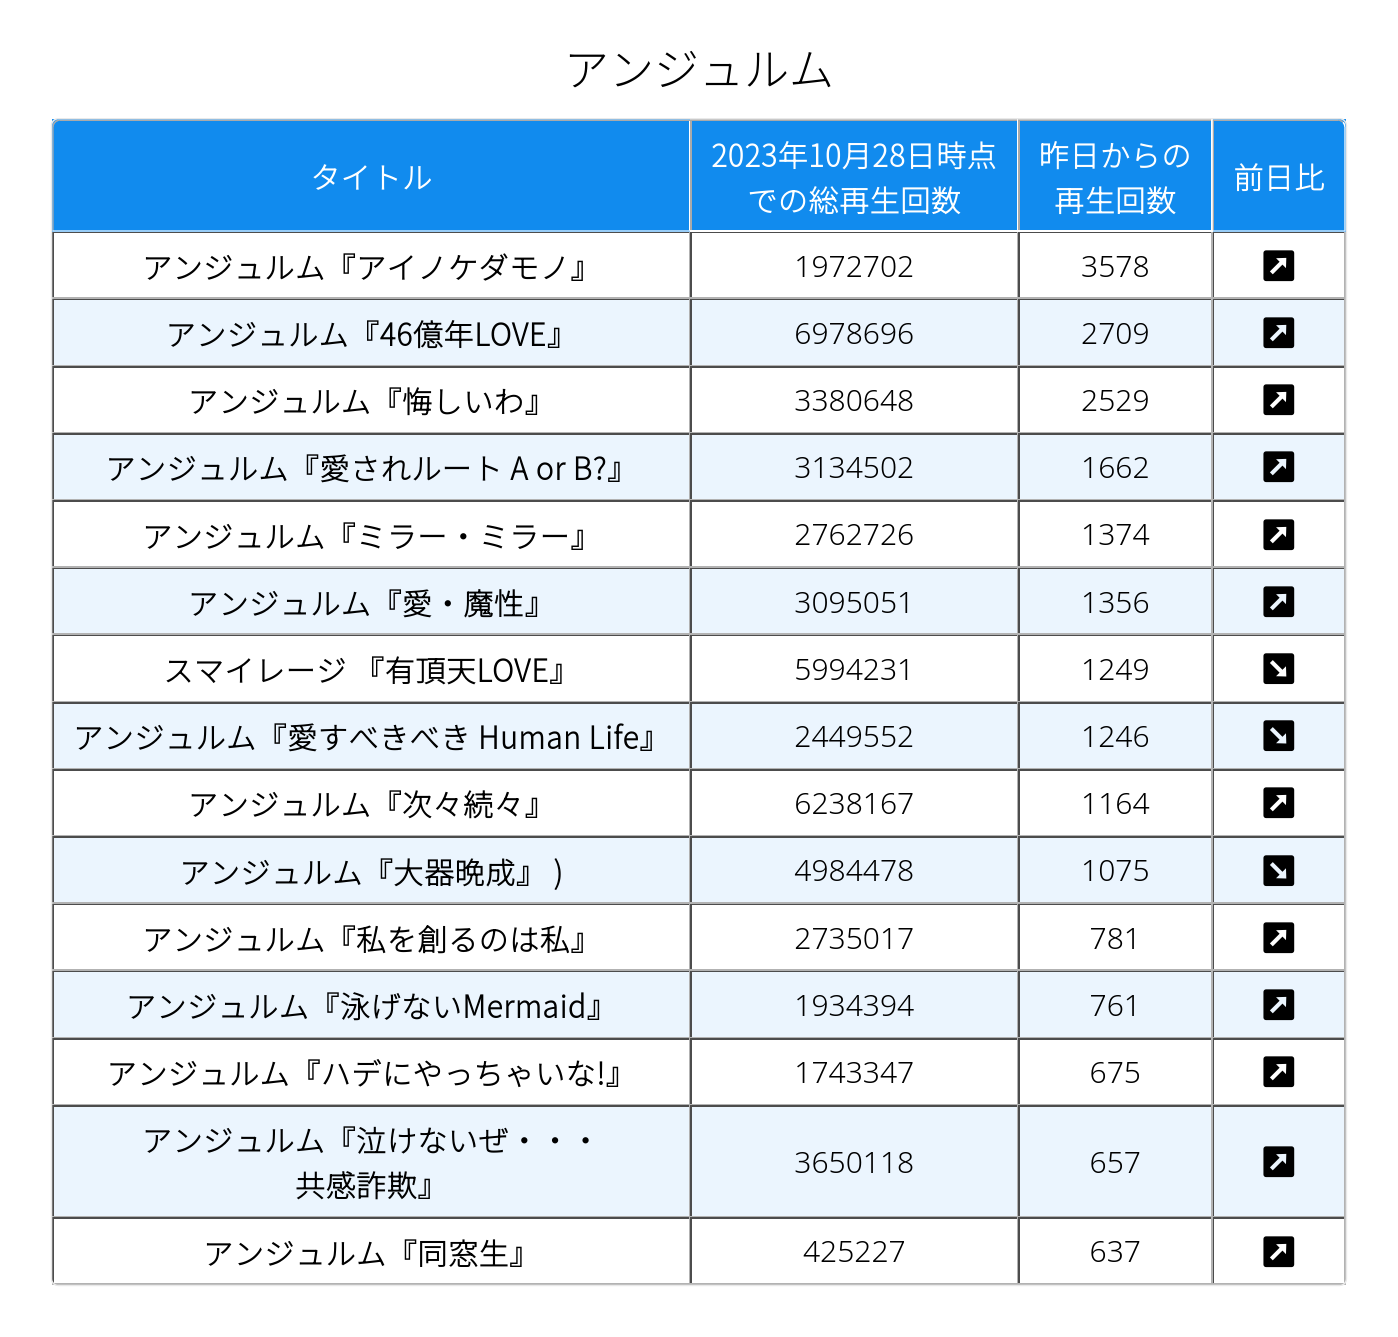 アンジュルム
タイトル
2023年10月28日時点
での総再生回数
昨日からの
再生回数
前日比
アンジュルム『アイノケダモノ』 1972702 3578
アンジュルム『46億年LOVE』 6978696 2709
アンジュルム『悔しいわ』 3380648 2529
アンジュルム『愛されルート A or B?』 3134502 1662
アンジュルム『ミラー・ミラー』 2762726 1374
アンジュルム『愛・魔性』 3095051 1356
スマイレージ 『有頂天LOVE』 5994231 1249
アンジュルム『愛すべきべき Human Life』 2449552 1246
アンジュルム『次々続々』 6238167 1164
アンジュルム『大器晩成』 ) 4984478 1075
アンジュルム『私を創るのは私』 2735017 781
アンジュルム『泳げないMermaid』 1934394 761
アンジュルム『ハデにやっちゃいな!』 1743347 675
アンジュルム『泣けないぜ・・・
共感詐欺』 3650118 657
アンジュルム『同窓生』 425227 637